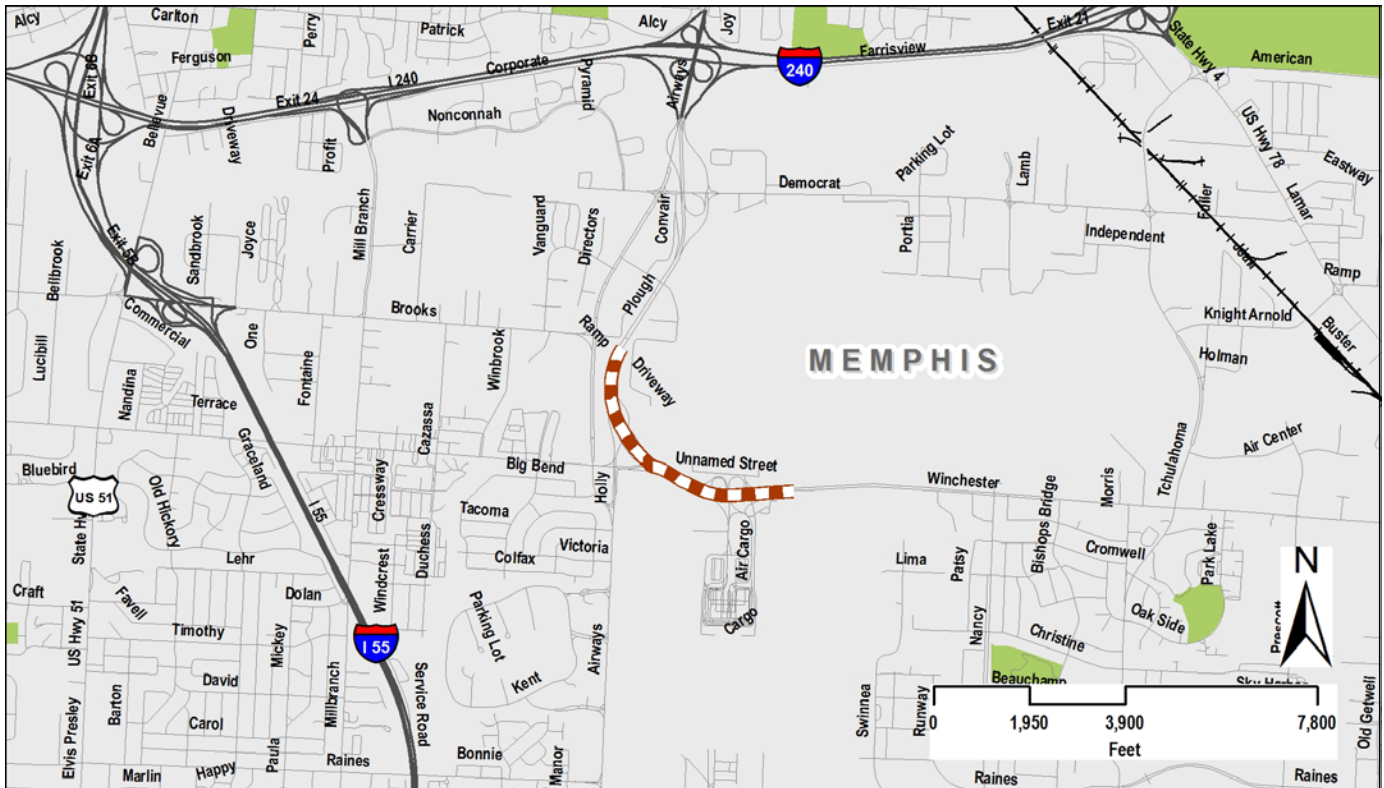 Alcy
Carlton
Perry
Patrick
Alcy
Joy
Exit 21
State Hwy 4
American
Ferguson
Exit 6B
Corporate
240
Farrisview
I 240
Exit 24
Pyramid
Airways
Nonconnah
Bellevue
Driveway
Profit
Exit 6A
US Hwy 78
Eastway
Parking Lot
Lamb
Democrat
Lamar
Mill Branch
Carrier
Vanguard
Directors
Convair
Portia
Independent
Bellbrook
Exit 5B
Sandbrook
Joyce
Ramp
Plough
Brooks
Commercial
One
Ramp
Knight Arnold
Buster
Lucibill
Fontaine
Winbrook
Driveway
MEMPHIS
Holman
Nandina
Terrace
Cazassa
Graceland
Tchulahoma
Air Center
Bluebird
US 51
Old Hickory
I 55
Cressway
Big Bend
Holly
Unnamed Street
Winchester
Bishops Bridge
Morris
Tacoma
Duchess
Colfax
Victoria
Air Cargo
Lima
Patsy
Cromwell
Park Lake
N
Lehr
Craft
Favell
Dolan
Windcrest
Parking Lot
Cargo
Oak Side
Prescott
US Hwy 51
Timothy
Mickey
I 55
Nancy
Christine
Airways
David
Millbranch
Service Road
Kent
Beauchamp
Barton
Carol
Swinnea
Runway
0
1,950
3,900
7,800
Feet
Old Getwell
Elvis Presley
Paula
Marlin
Happy
Raines
Bonnie
Manor
Raines
Raines